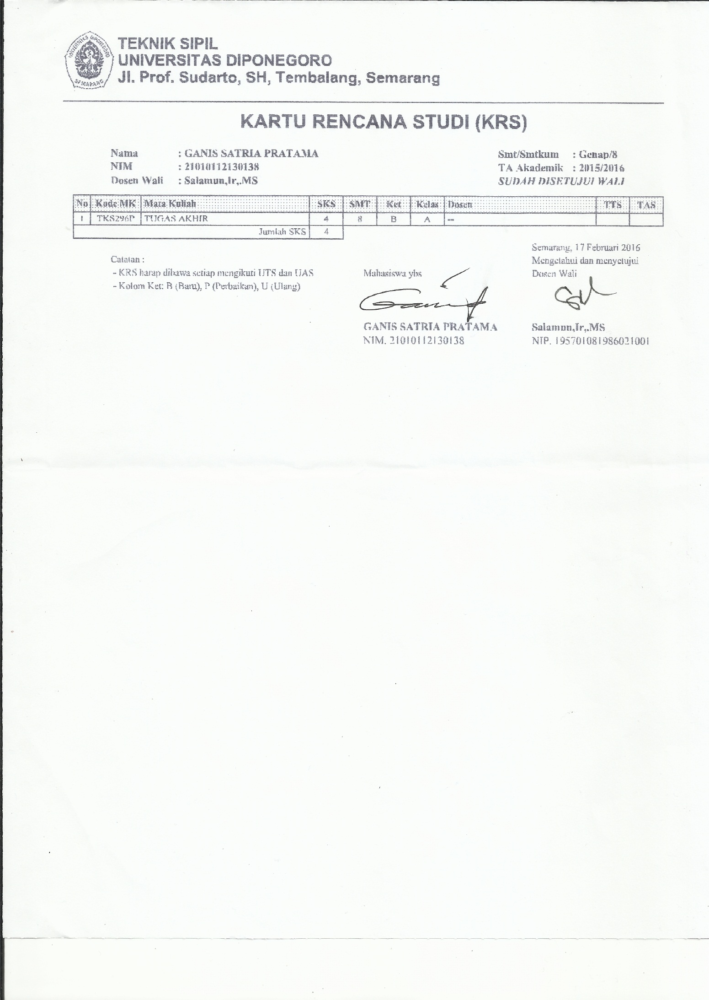 UNIVERSITAS DIPONEGORO
SEMARANG
TEKNIK SIPIL
UNIVERSITAS DIPONEGORO
Jl. Prof. Sudarto, SH, Tembalang, Semarang
KARTU RENCANA STUDI (KRS)
Nama : GANIS SATRIA PRATAMA Smt/Smtkum : Genap/8
NIM : 21010112130138 TA Akademik : 2015/2016
Dosen Wali : Salamun,Ir,.MS SUDAH DISETUJUI WALI
No Kode MK Mata Kuliah SKS SMT Ket Kelas Dosen TTS TAS
1 TKS296P TUGAS AKHIR 4 8 B A --
Jumlah SKS 4
Semarang, 17 Februari 2016
Catatan : Mengetahui dan menyetujui
- KRS harap dibawa setiap mengikuti UTS dan UAS Mahasiswa ybs Dosen Wali
- Kolom Ket: B (Baru), P (Perbaikan), U (Ulang)
GANIS SATRIA PRATAMA Salamun,Ir,.MS
NIM. 21010112130138 NIP. 195701081986021001